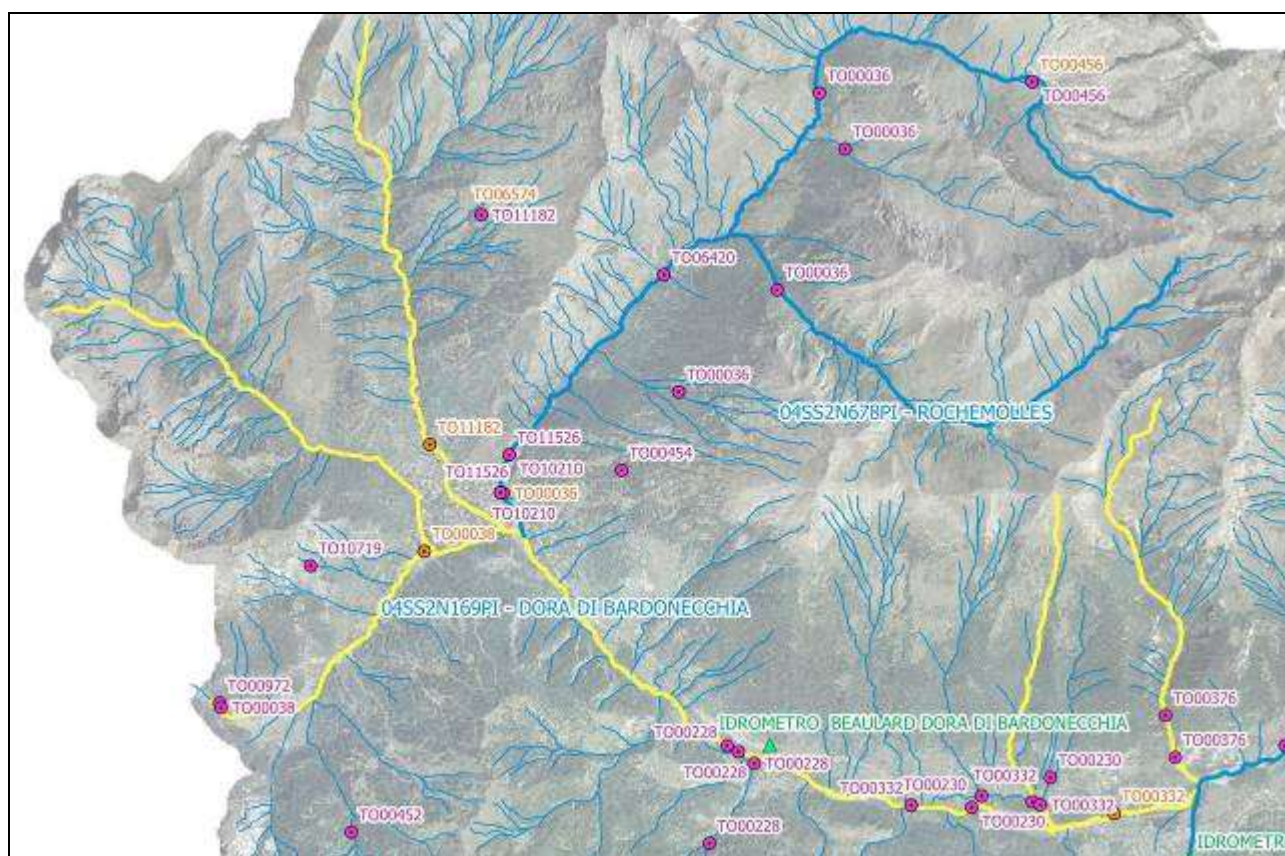 TO00456
TO00036
TO00456
TO00036
TO06574
TO11182
TO06420
TO00036
TO00036
04SS2N678PI - ROCHEMOLLES
TO11182
TO11526
TO00454
TO11526
TO10210
TO00036
TO10210
TO00038
TO10719
04SS2N169PI - DORA DI BARDONECCHIA
TO00972
TO00038
TO00376
IDROMETRO BEAULARD DORA DI BARDONECCHIA
TO00228
TO00376
TO00228
TO00228
TO00230
TO00332
TO00230
TO00332
TO00332
TO00332
TO00230
TO00452
TO00228
IDROMETR